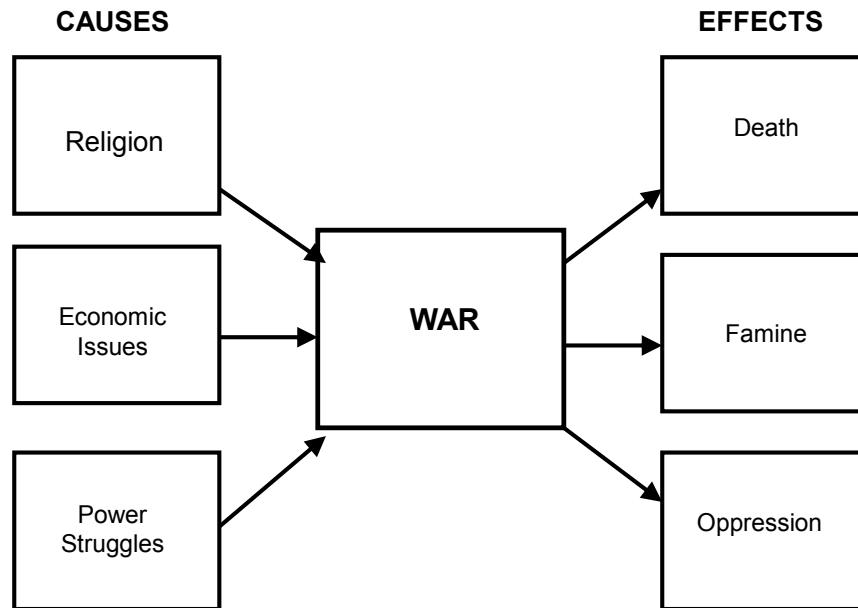 CAUSES
EFFECTS
Religion
Death
WAR
Economic
Issues
Famine
Power
Struggles
Oppression